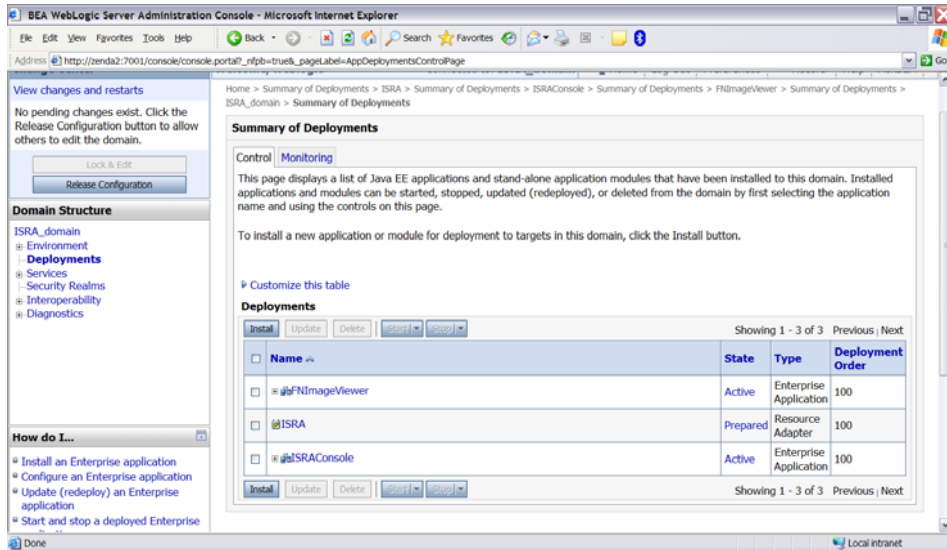 BEA WebLogic Server Administration Console - Microsoft Internet Explorer
File Edit View Favorites Tools Help
Back Search Favorites
Address http://zenda2:7001/console/console.portal?_nfpb=true&_pageLabel=AppDeploymentsControlPage Go
View changes and restarts
No pending changes exist. Click the
Release Configuration button to allow
others to edit the domain.
Lock & Edit
Release Configuration
Domain Structure
ISRA_domain
Environment
Deployments
Services
Security Realms
Interoperability
Diagnostics
How do I...
Install an Enterprise application
Configure an Enterprise application
Update (redeploy) an Enterprise
application
Start and stop a deployed Enterprise
Home > Summary of Deployments > ISRA > Summary of Deployments > ISRAConsole > Summary of Deployments > FNImageViewer > Summary of Deployments >
ISRA_domain > Summary of Deployments
Summary of Deployments
Control Monitoring
This page displays a list of Java EE applications and stand-alone application modules that have been installed to this domain. Installed
applications and modules can be started, stopped, updated (redeployed), or deleted from the domain by first selecting the application
name and using the controls on this page.
To install a new application or module for deployment to targets in this domain, click the Install button.
Customize this table
Deployments
Install Update Delete Start Stop Showing 1 - 3 of 3 Previous | Next
Name State Type Deployment
Order
FNImageViewer Active Enterprise
Application 100
ISRA Prepared Resource
Adapter 100
ISRAConsole Active Enterprise
Application 100
Install Update Delete Start Stop Showing 1 - 3 of 3 Previous | Next
Done Local intranet